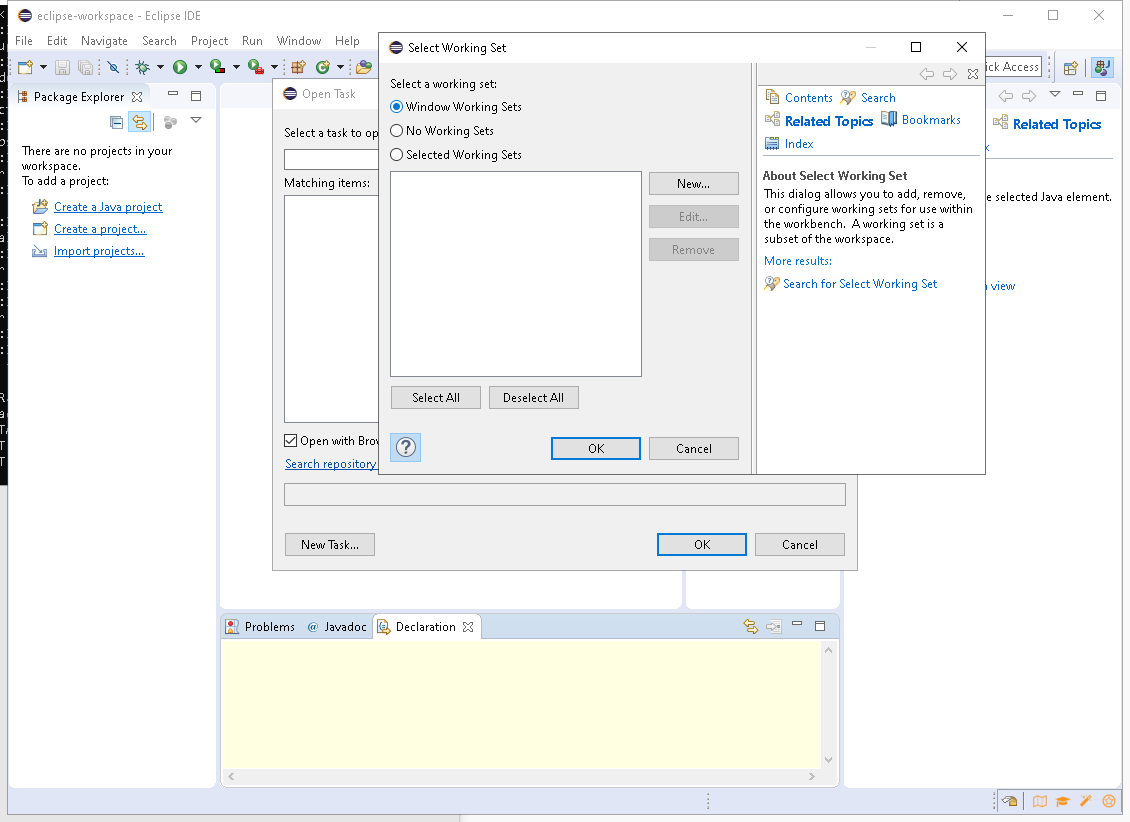 eclipse-workspace - Eclipse IDE
File Edit Navigate Search Project Run Window Help
Select Working Set
Package Explorer
There are no projects in your
workspace.
To add a project:
Create a Java project
Create a project...
Import projects...
Open Task
Select a task to op
Matching items:
Open with Brow
Search repository
New Task...
OK
Cancel
Select a working set:
Window Working Sets
No Working Sets
Selected Working Sets
New...
Edit...
Remove
Select All
Deselect All
?
OK
Cancel
Contents Search
Related Topics Bookmarks
Index
About Select Working Set
This dialog allows you to add, remove,
or configure working sets for use within
the workbench. A working set is a
subset of the workspace.
More results:
Search for Select Working Set
ick Access
Related Topics
e selected Java element.
view
Problems @ Javadoc Declaration